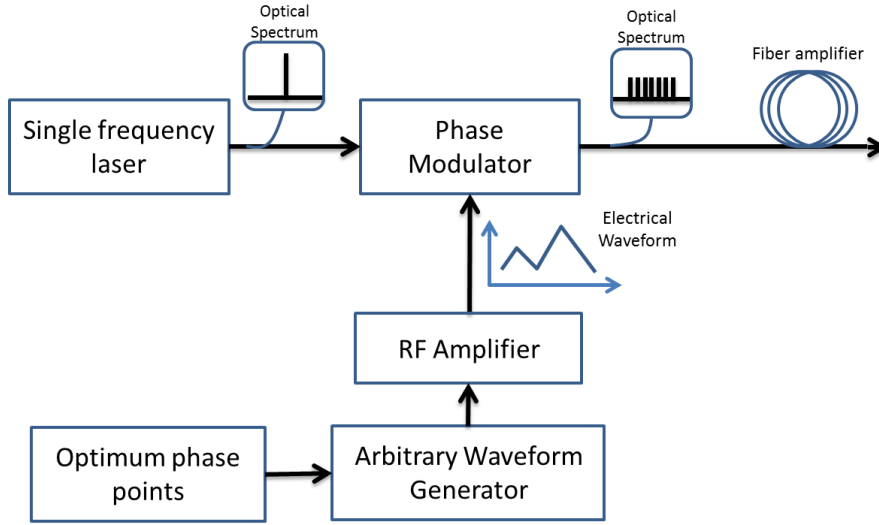 Optical
Spectrum
Optical
Spectrum
Fiber amplifier
Single frequency
laser
Phase
Modulator
Electrical
Waveform
RF Amplifier
Optimum phase
points
Arbitrary Waveform
Generator